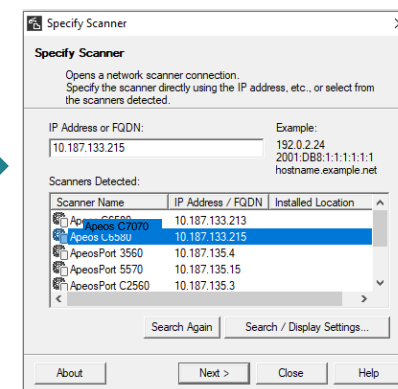 Specify Scanner
Specify Scanner
Opens a network scanner connection.
Specify the scanner directly using the IP address, etc., or select from
the scanners detected.
IP Address or FQDN:
Example:
10.187.133.215
192.0.2.24
2001:DB8:1:1:1:1:1:1
hostname.example.net
Scanners Detected:
Scanner Name IP Address / FQDN Installed Location
10.187.133.213
Apeos C7070
Apeos C6580 10.187.133.215
ApeosPort 3560 10.187.135.4
ApeosPort 5570 10.187.135.15
ApeosPort C2560 10.187.135.3
Search Again Search / Display Settings...
About Next > Close Help